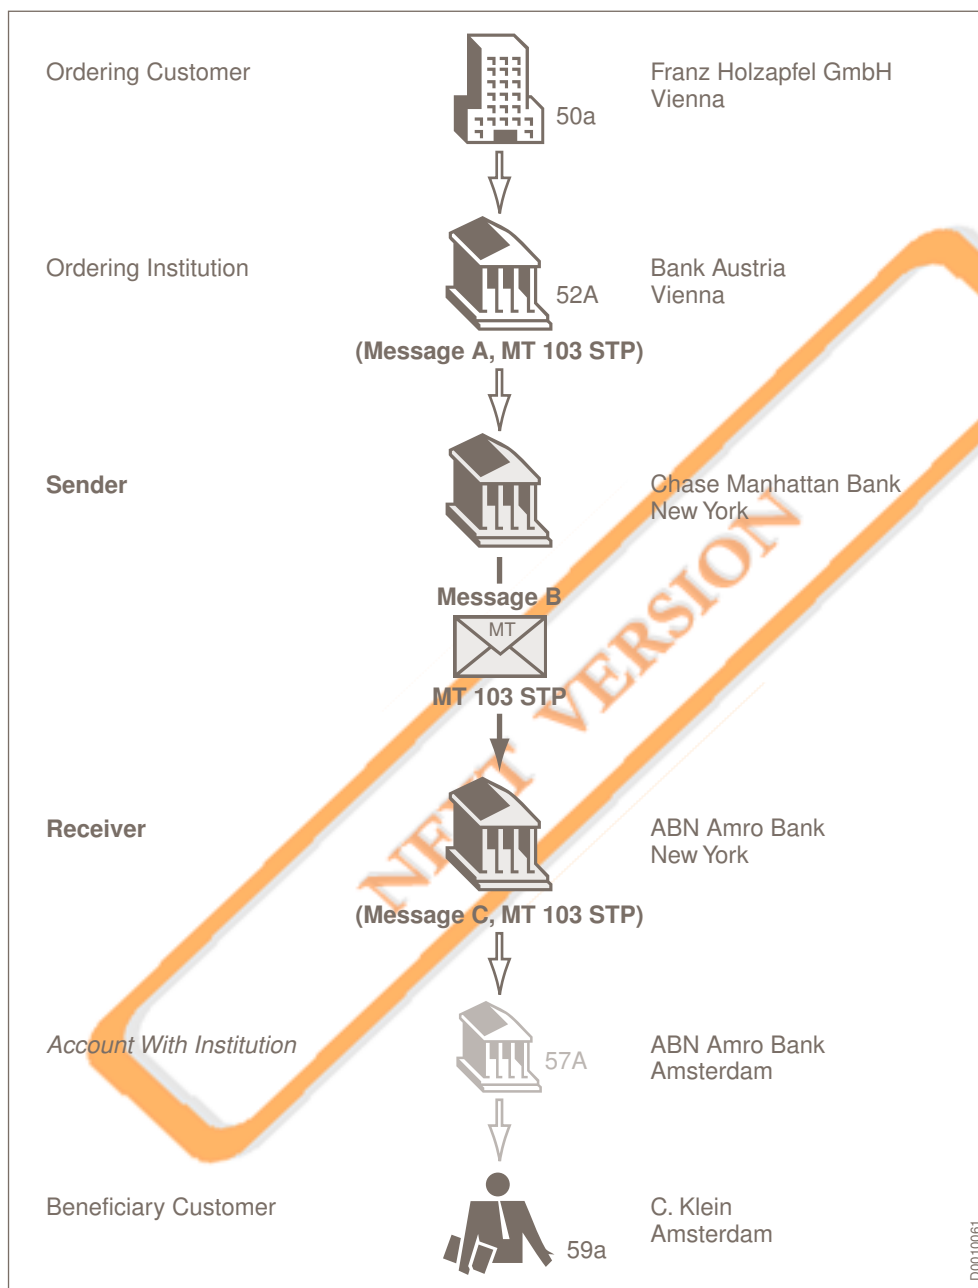 Ordering Customer
50a
Franz Holzapfel GmbH
Vienna
Ordering Institution
52A
Bank Austria
Vienna
(Message A, MT 103 STP)
Sender
Chase Manhattan Bank
New York
Message B
MT
MT 103 STP
Receiver
ABN Amro Bank
New York
(Message C, MT 103 STP)
Account With Institution
57A
ABN Amro Bank
Amsterdam
Beneficiary Customer
59a
C. Klein
Amsterdam
D0010061
NEXT VERSION